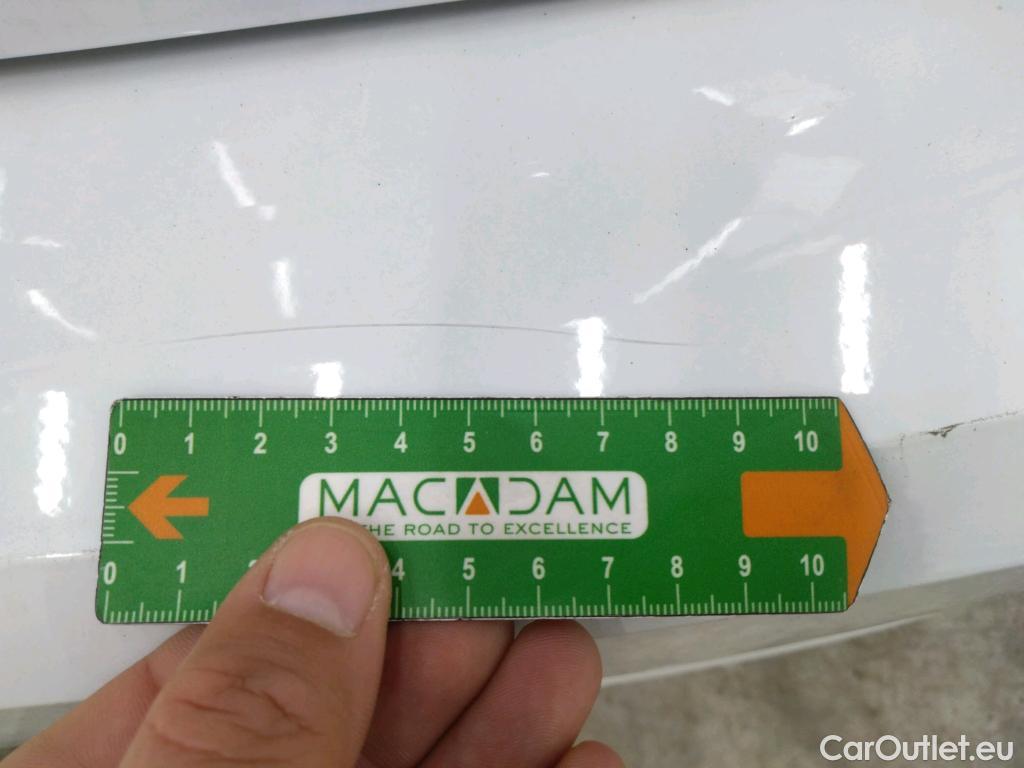 0 1 2 3 4 5 6 7 8 9 10
MACADAM
THE ROAD TO EXCELLENCE
0 1 4 5 6 7 8 9 10
CarOutlet.eu